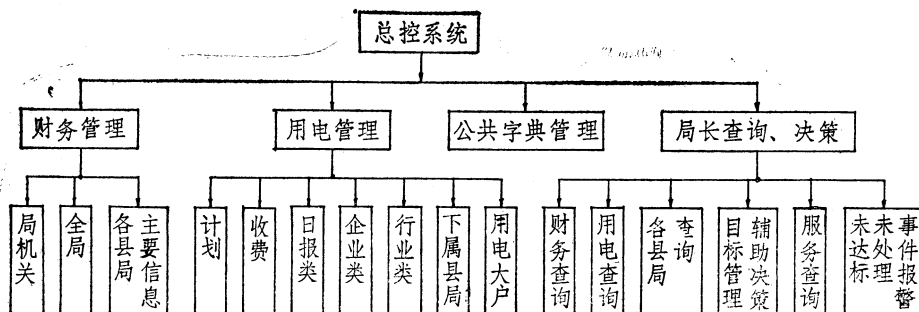 总控系统
财务管理
用电管理
公共字典管理
局长查询、决策
局机关
全局
各县局
主要信息
计划
收费
日报类
企业类
行业类
下属县局
用电大户
财务查询
用电查询
各县局
查询
目标管理
辅助决策
服务查询
未达标
未处理
事件报警